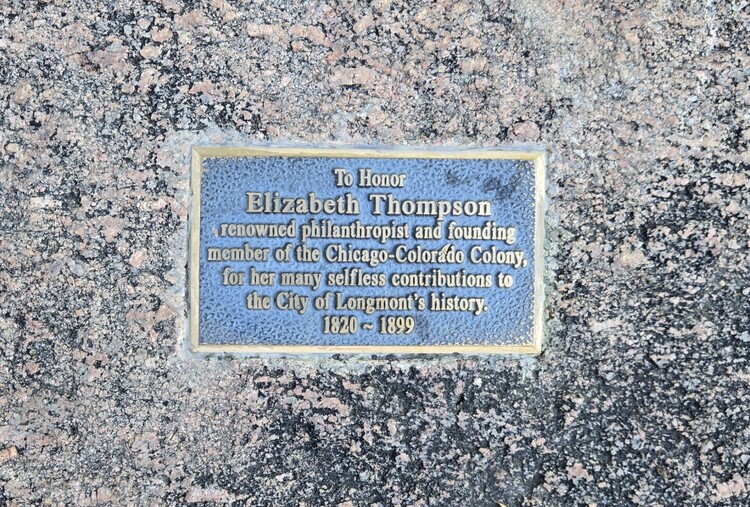 To Honor
Elizabeth Thompson
renowned philanthropist and founding
member of the Chicago-Colorado Colony,
for her many selfless contributions to
the City of Longmont's history.
1820 ~ 1899